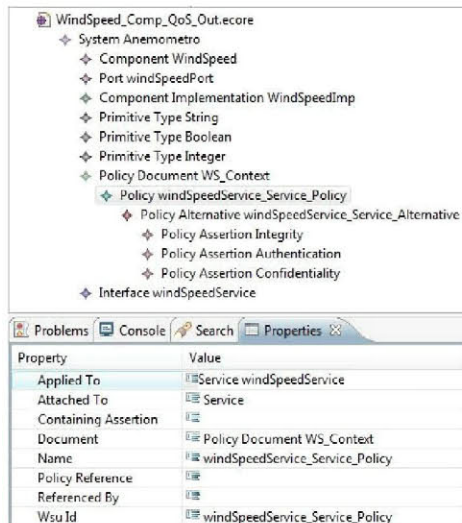 WindSpeed_Comp_QoS_Out.ecore
System Anemometro
Component WindSpeed
Port windSpeedPort
Component Implementation WindSpeedImp
Primitive Type String
Primitive Type Boolean
Primitive Type Integer
Policy Document WS_Context
Policy windSpeedService_Service_Policy
Policy Alternative windSpeedService_Service_Alternative
Policy Assertion Integrity
Policy Assertion Authentication
Policy Assertion Confidentiality
Interface windSpeedService
Problems Console Search Properties
Property Value
Applied To Service windSpeedService
Attached To Service
Containing Assertion
Document Policy Document WS_Context
Name windSpeedService_Service_Policy
Policy Reference
Referenced By
Wsu Id windSpeedService_Service_Policy